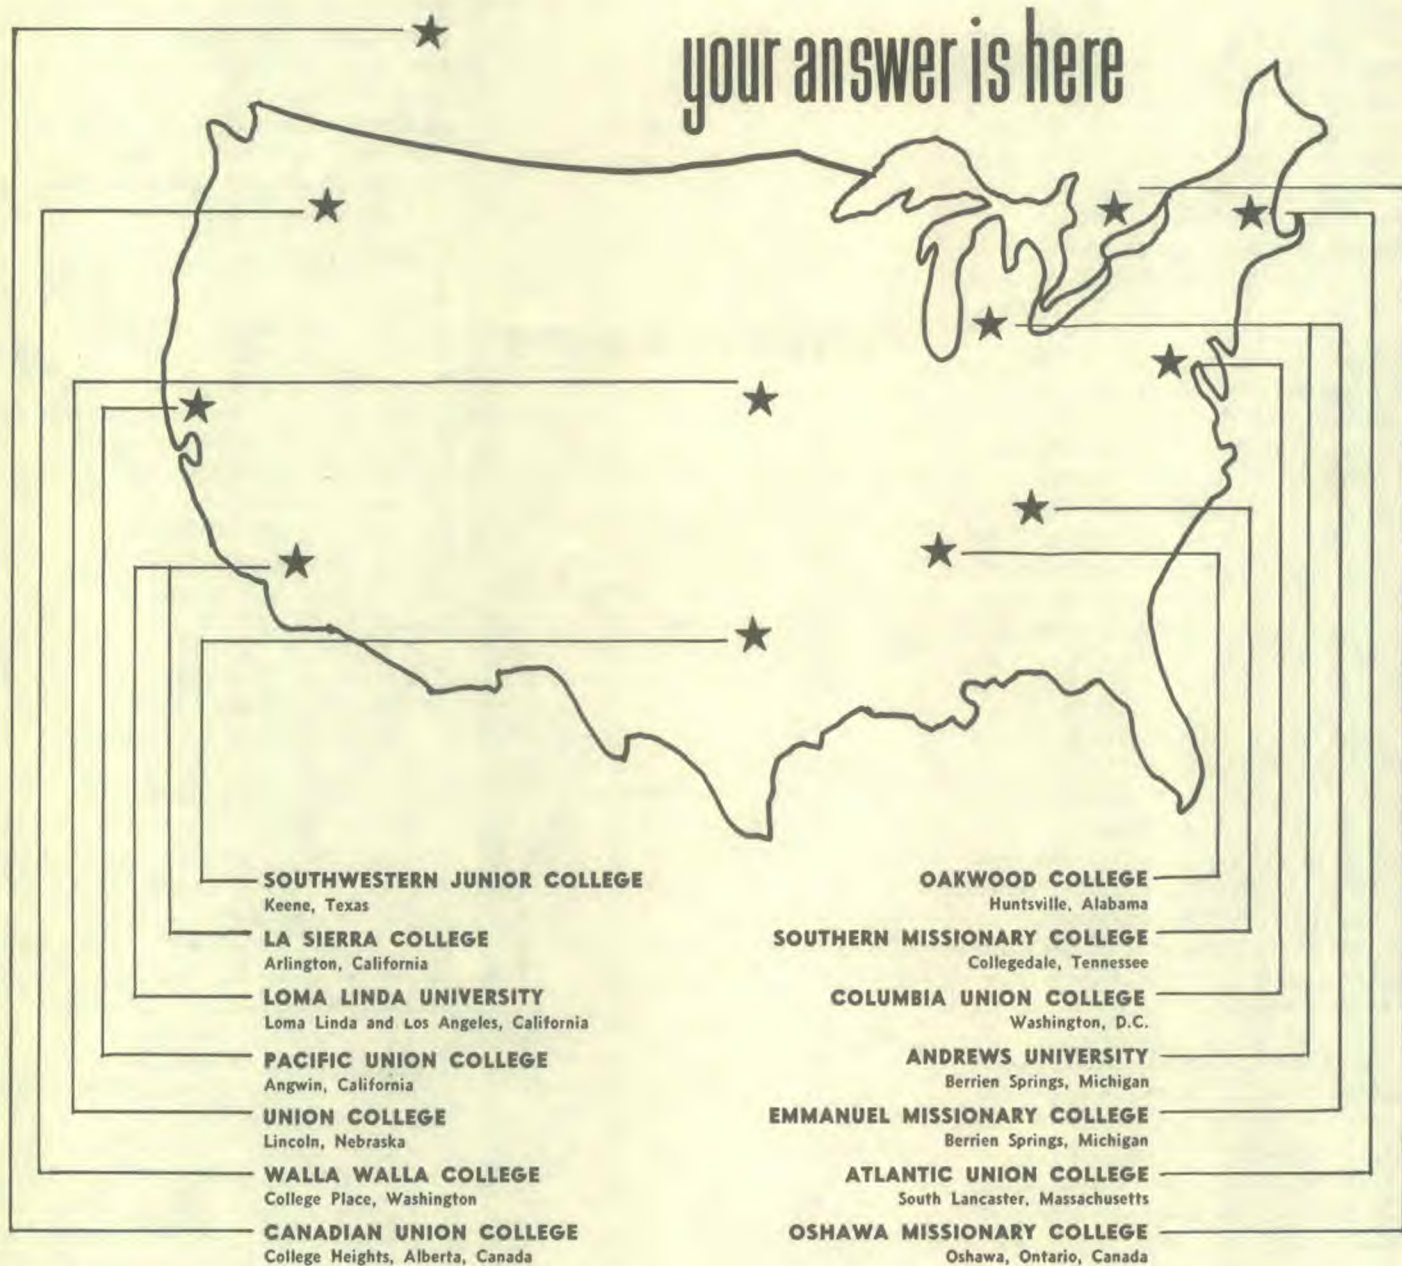 your answer is here
SOUTHWESTERN JUNIOR COLLEGE
Keene, Texas
LA SIERRA COLLEGE
Arlington, California
LOMA LINDA UNIVERSITY
Loma Linda and Los Angeles, California
PACIFIC UNION COLLEGE
Angwin, California
UNION COLLEGE
Lincoln, Nebraska
WALLA WALLA COLLEGE
College Place, Washington
CANADIAN UNION COLLEGE
College Heights, Alberta, Canada
OAKWOOD COLLEGE
Huntsville, Alabama
SOUTHERN MISSIONARY COLLEGE
Collegedale, Tennessee
COLUMBIA UNION COLLEGE
Washington, D.C.
ANDREWS UNIVERSITY
Berrien Springs, Michigan
EMMANUEL MISSIONARY COLLEGE
Berrien Springs, Michigan
ATLANTIC UNION COLLEGE
South Lancaster, Massachusetts
OSHAWA MISSIONARY COLLEGE
Oshawa, Ontario, Canada